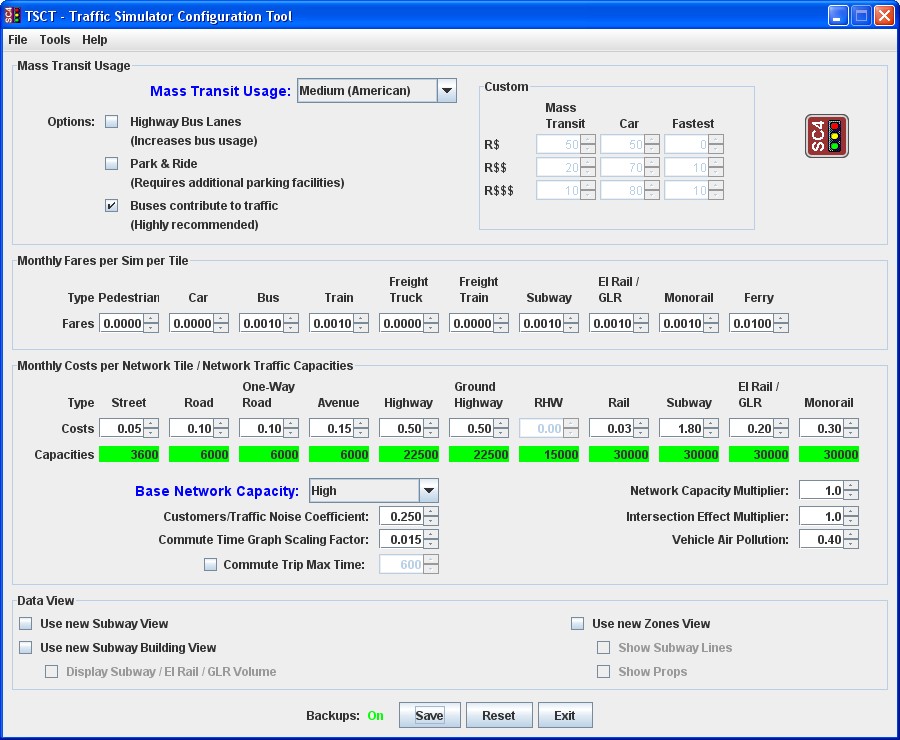 TSCT - Traffic Simulator Configuration Tool
File Tools Help
Mass Transit Usage
Mass Transit Usage: Medium (American)
Options: Highway Bus Lanes
(Increases bus usage)
Park & Ride
(Requires additional parking facilities)
Buses contribute to traffic
(Highly recommended)
Custom
Mass
Transit Car Fastest
R$ 50 50 0
R$$ 20 70 10
R$$$ 10 80 10
SC4
Monthly Fares per Sim per Tile
Freight Freight El Rail /
Type Pedestrian Car Bus Train Truck Train Subway GLR Monorail Ferry
Fares 0.0000 0.0000 0.0010 0.0010 0.0000 0.0000 0.0010 0.0010 0.0010 0.0100
Monthly Costs per Network Tile / Network Traffic Capacities
One-Way Ground El Rail /
Type Street Road Road Avenue Highway Highway RHW Rail Subway GLR Monorail
Costs 0.05 0.10 0.10 0.15 0.50 0.50 0.00 0.03 1.80 0.20 0.30
Capacities 3600 6000 6000 6000 22500 22500 15000 30000 30000 30000 30000
Base Network Capacity: High
Customers/Traffic Noise Coefficient: 0.250
Commute Time Graph Scaling Factor: 0.015
Commute Trip Max Time: 600
Network Capacity Multiplier: 1.0
Intersection Effect Multiplier: 1.0
Vehicle Air Pollution: 0.40
Data View
Use new Subway View
Use new Subway Building View
Display Subway / El Rail / GLR Volume
Use new Zones View
Show Subway Lines
Show Props
Backups: On Save Reset Exit